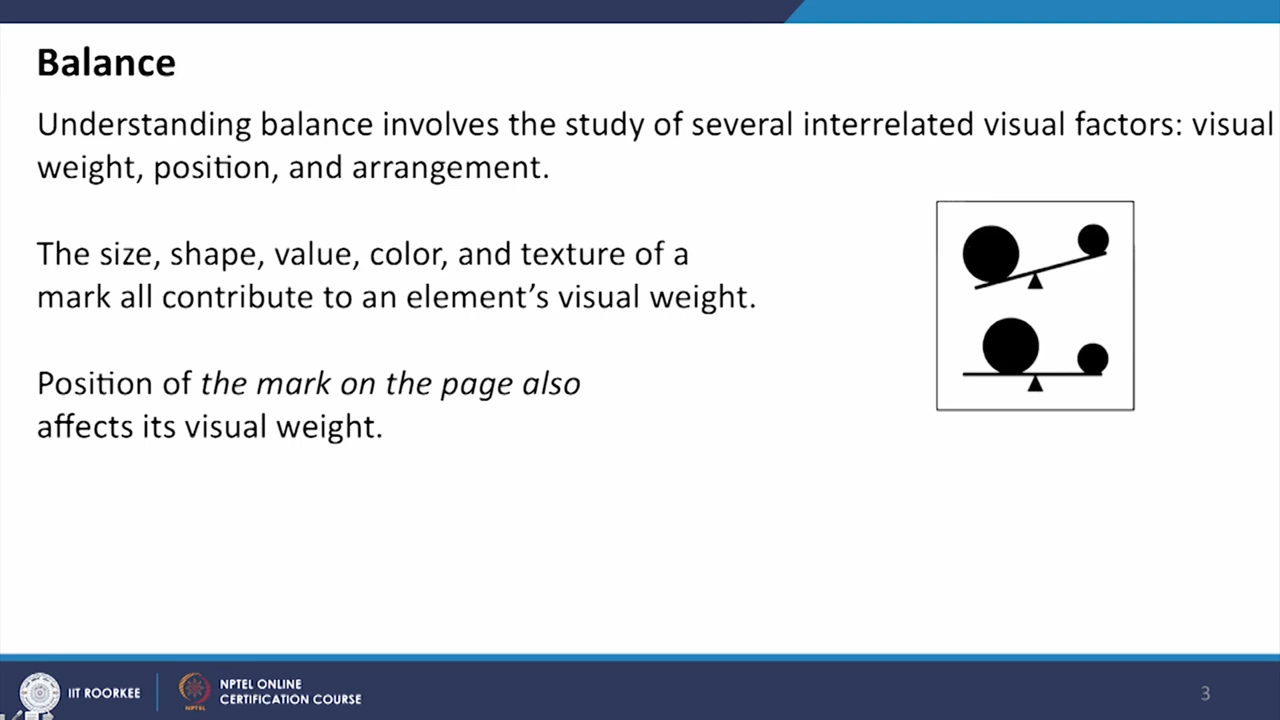 Balance
Understanding balance involves the study of several interrelated visual factors: visual
weight, position, and arrangement.
The size, shape, value, color, and texture of a
mark all contribute to an element’s visual weight.
Position of the mark on the page also
affects its visual weight.
IIT ROORKEE
NPTEL
NPTEL ONLINE
CERTIFICATION COURSE
3